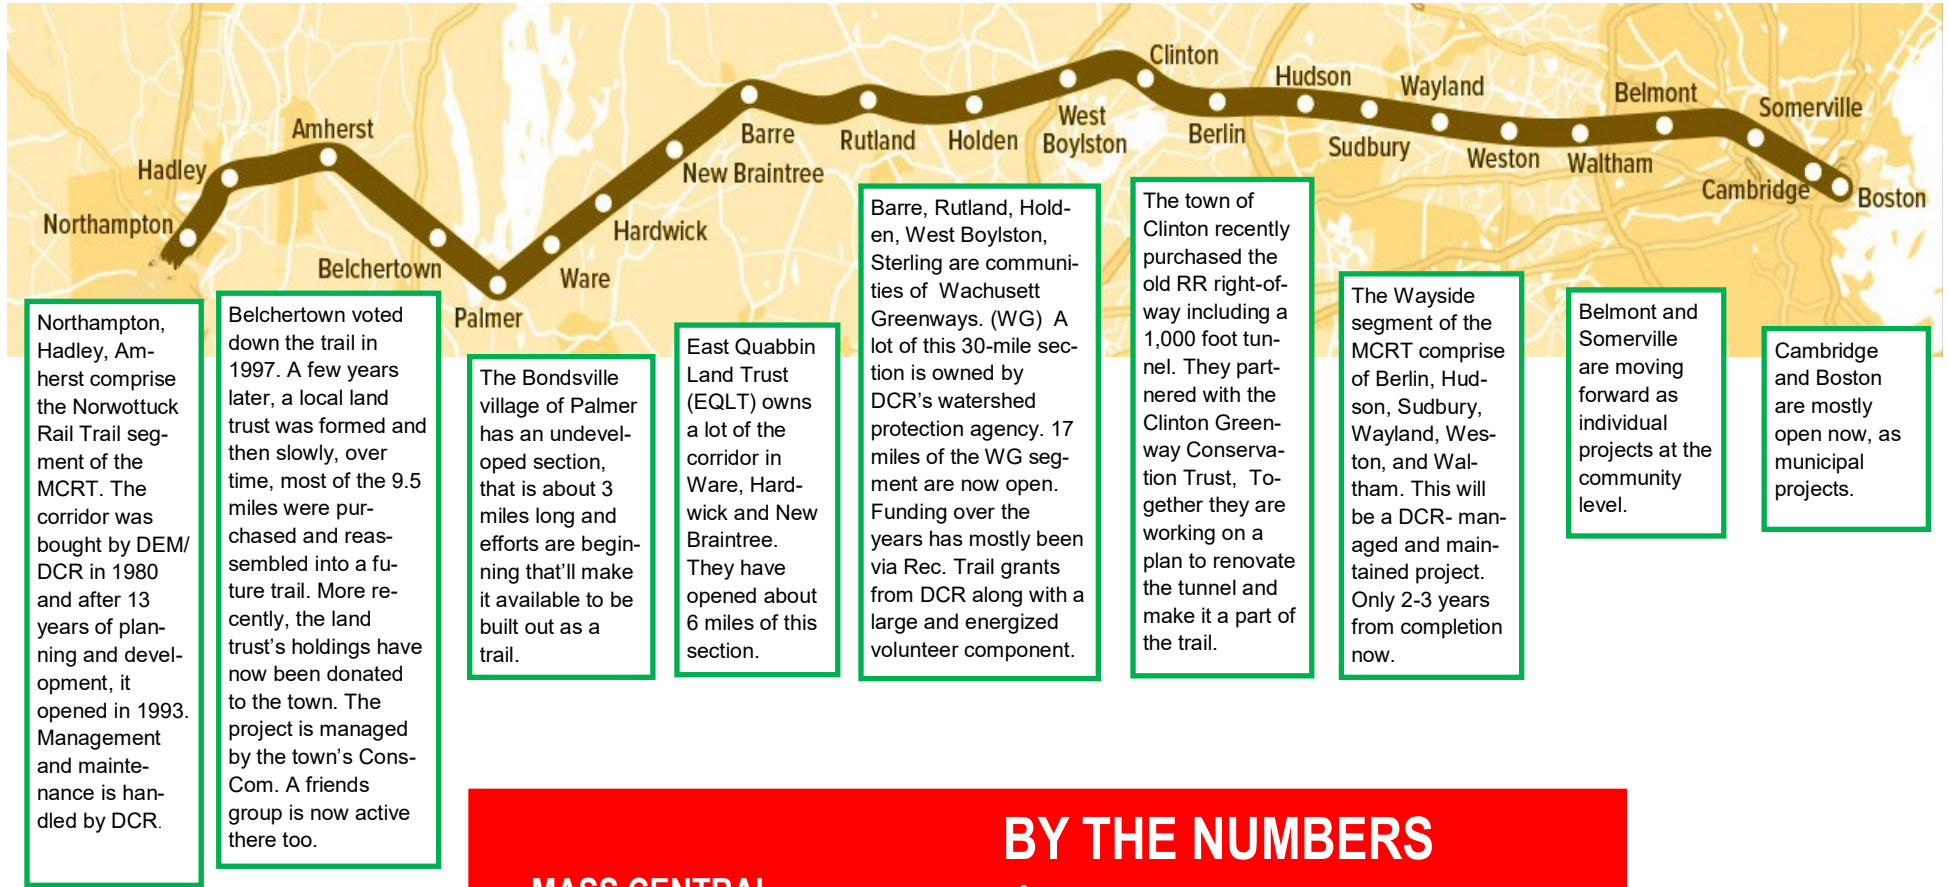 Clinton
Hudson
Wayland
Belmont
Somerville
Amherst
Hadley
Barre
Rutland
Holden
West
Boylston
Berlin
Sudbury
Weston
Waltham
Cambridge
Boston
New Braintree
Northampton
Hardwick
Belchertown
Ware
Palmer
Northampton,
Hadley, Am-
herst comprise
the Norwottuck
Rail Trail seg-
ment of the
MCRT. The
corridor was
bought by DEM/
DCR in 1980
and after 13
years of plan-
ning and devel-
opment, it
opened in 1993.
Management
and mainte-
nance is han-
dled by DCR.
Belchertown voted
down the trail in
1997. A few years
later, a local land
trust was formed and
then slowly, over
time, most of the 9.5
miles were pur-
chased and reas-
sembled into a fu-
ture trail. More re-
cently, the land
trust’s holdings have
now been donated
to the town. The
project is managed
by the town’s Cons-
Com. A friends
group is now active
there too.
The Bondsville
village of Palmer
has an undevel-
oped section,
that is about 3
miles long and
efforts are begin-
ning that’ll make
it available to be
built out as a
trail.
East Quabbin
Land Trust
(EQLT) owns
a lot of the
corridor in
Ware, Hard-
wick and New
Braintree.
They have
opened about
6 miles of this
section.
Barre, Rutland, Hold-
en, West Boylston,
Sterling are communi-
ties of  Wachusett
Greenways. (WG)  A
lot of this 30-mile sec-
tion is owned by
DCR’s watershed
protection agency. 17
miles of the WG seg-
ment are now open.
Funding over the
years has mostly been
via Rec. Trail grants
from DCR along with a
large and energized
volunteer component.
The town of
Clinton recently
purchased the
old RR right-of-
way including a
1,000 foot tun-
nel. They part-
nered with the
Clinton Green-
way Conserva-
tion Trust,  To-
gether they are
working on a
plan to renovate
the tunnel and
make it a part of
the trail.
The Wayside
segment of the
MCRT comprise
of Berlin, Hud-
son, Sudbury,
Wayland, Wes-
ton, and Wal-
tham. This will
be a DCR- man-
aged and main-
tained project.
Only 2-3 years
from completion
now.
Belmont and
Somerville
are moving
forward as
individual
projects at the
community
level.
Cambridge
and Boston
are mostly
open now, as
municipal
projects.
BY THE NUMBERS
MASS CENTRAL